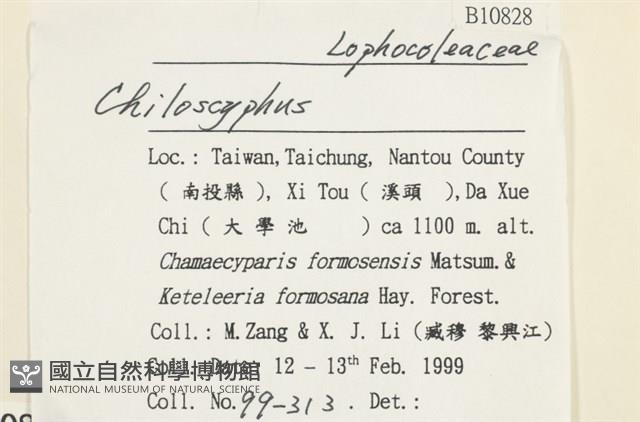 B10828
Lophocoleaceae
Chiloscyphus
Loc.: Taiwan, Taichung, Nantou County
(南投縣), Xi Tou (溪頭), Da Xue
Chi (大學池) ca 1100 m. alt.
Chamaecyparis formosensis Matsum. &
Keteleeria formosana Hay. Forest.
Coll.: M. Zang & X. J. Li (臧穆 黎興江)
Coll. Date: 12 - 13th Feb. 1999
國立自然科學博物館
NATIONAL MUSEUM OF NATURAL SCIENCE
Coll. No. 99-313. Det.:
08